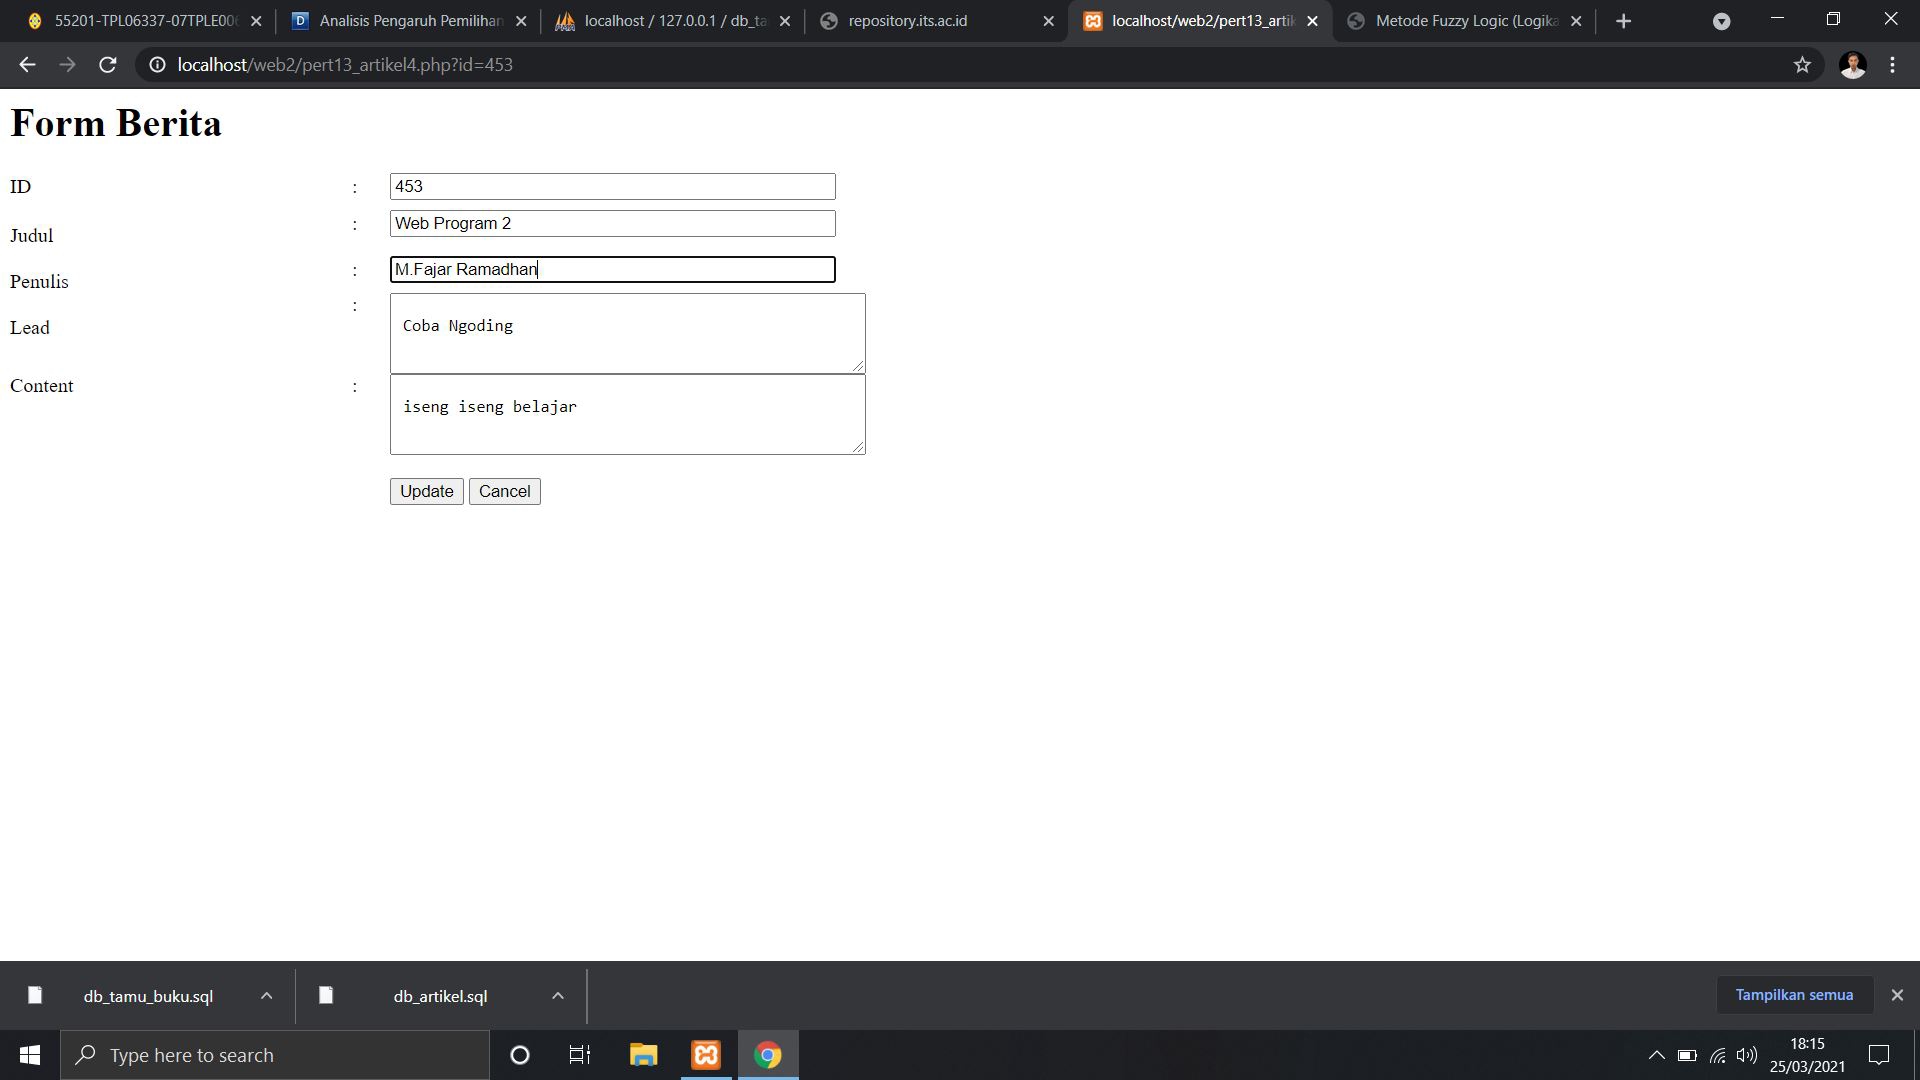 55201-TPL06337-07TPLE006
Analisis Pengaruh Pemilihan
localhost / 127.0.0.1 / db_ta
repository.its.ac.id
localhost/web2/pert13_artik
Metode Fuzzy Logic (Logika
localhost/web2/pert13_artikel4.php?id=453
Form Berita
ID : 453
Judul : Web Program 2
Penulis : M.Fajar Ramadhan
Lead : Coba Ngoding
Content : iseng iseng belajar
Update Cancel
db_tamu_buku.sql
db_artikel.sql
Tampilkan semua
Type here to search
18:15
25/03/2021